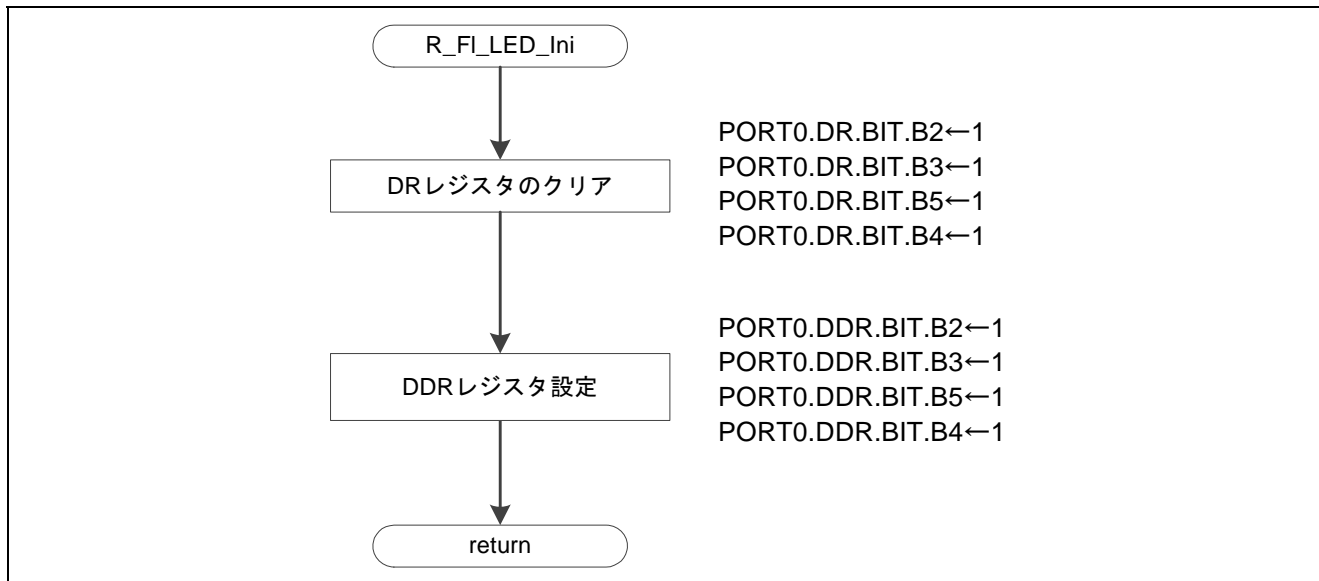 R_Fl_LED_Ini
DRレジスタのクリア
PORT0.DR.BIT.B2←1
PORT0.DR.BIT.B3←1
PORT0.DR.BIT.B5←1
PORT0.DR.BIT.B4←1
DDRレジスタ設定
PORT0.DDR.BIT.B2←1
PORT0.DDR.BIT.B3←1
PORT0.DDR.BIT.B5←1
PORT0.DDR.BIT.B4←1
return